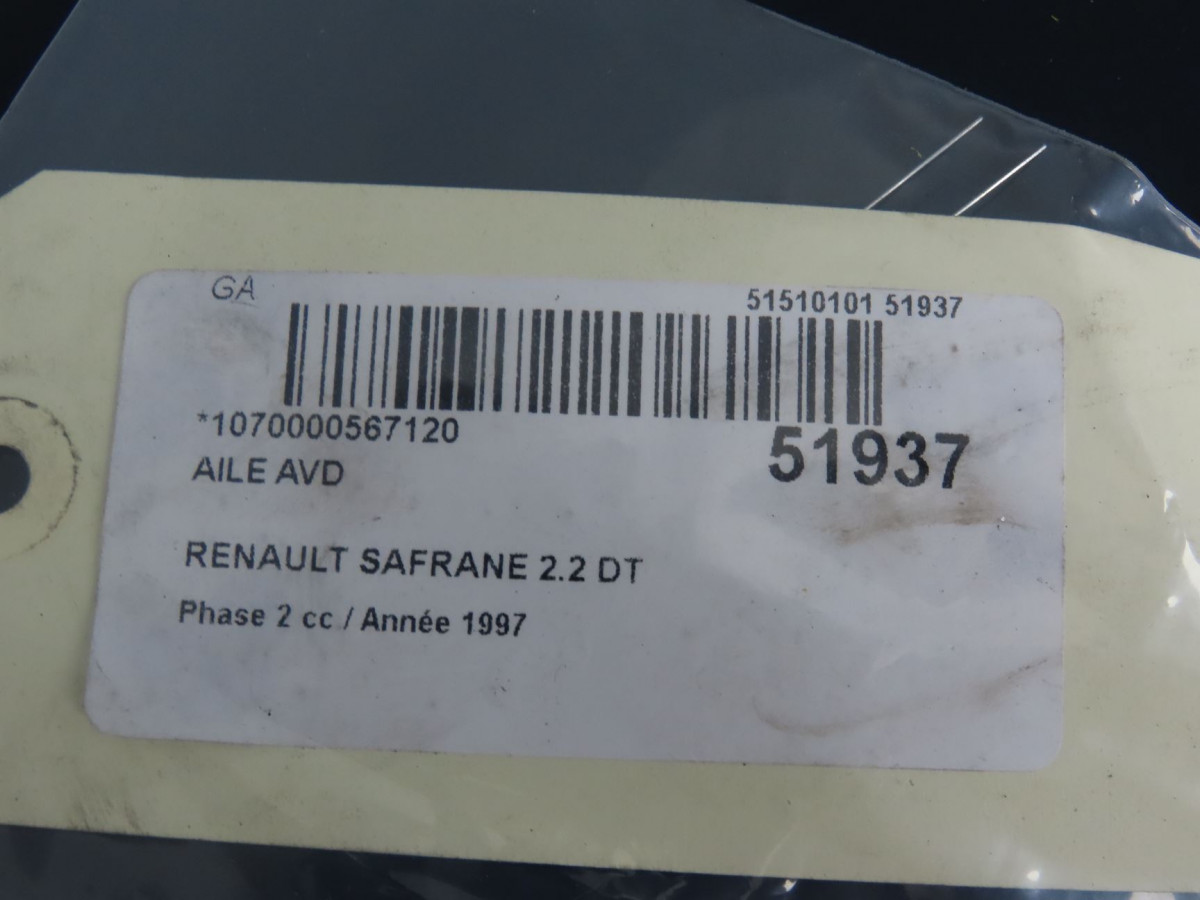 GA
51510101 51937
*1070000567120
51937
AILE AVD
RENAULT SAFRANE 2.2 DT
Phase 2 cc / Année 1997